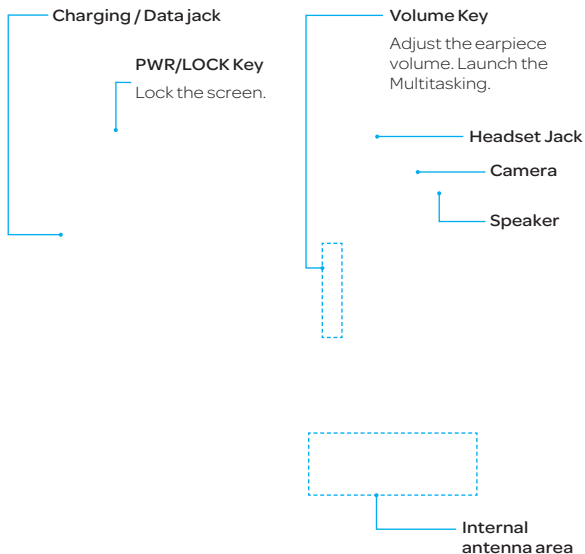 Charging / Data jack
PWR/LOCK Key
Lock the screen.
Volume Key
Adjust the earpiece
volume. Launch the
Multitasking.
Headset Jack
Camera
Speaker
Internal
antenna area